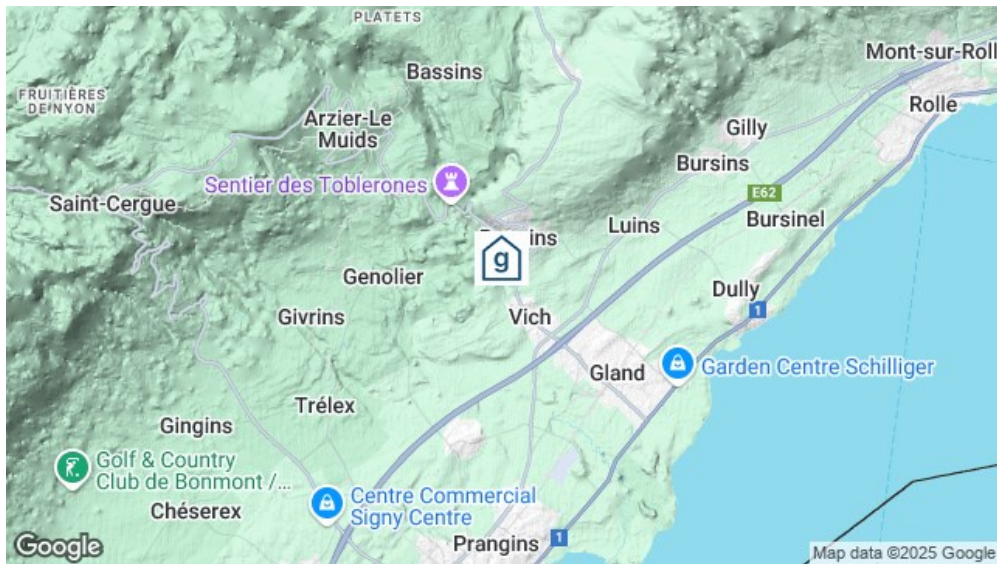 PLATETS
Mont-sur-Roll
Bassins
FRUITIÈRES
DE NYON
Rolle
Arzier-Le
Muids
Gilly
Bursins
Sentier des Toblerones
E62
Saint-Cergue
Bursinel
Luins
ins
g
Genolier
Dully
Givrins
Vich
1
Garden Centre Schilliger
Gland
Trélex
Gingins
Golf & Country
Club de Bonmont /...
Centre Commercial
Signy Centre
Chéserex
Prangins
1
Google
Map data ©2025 Google